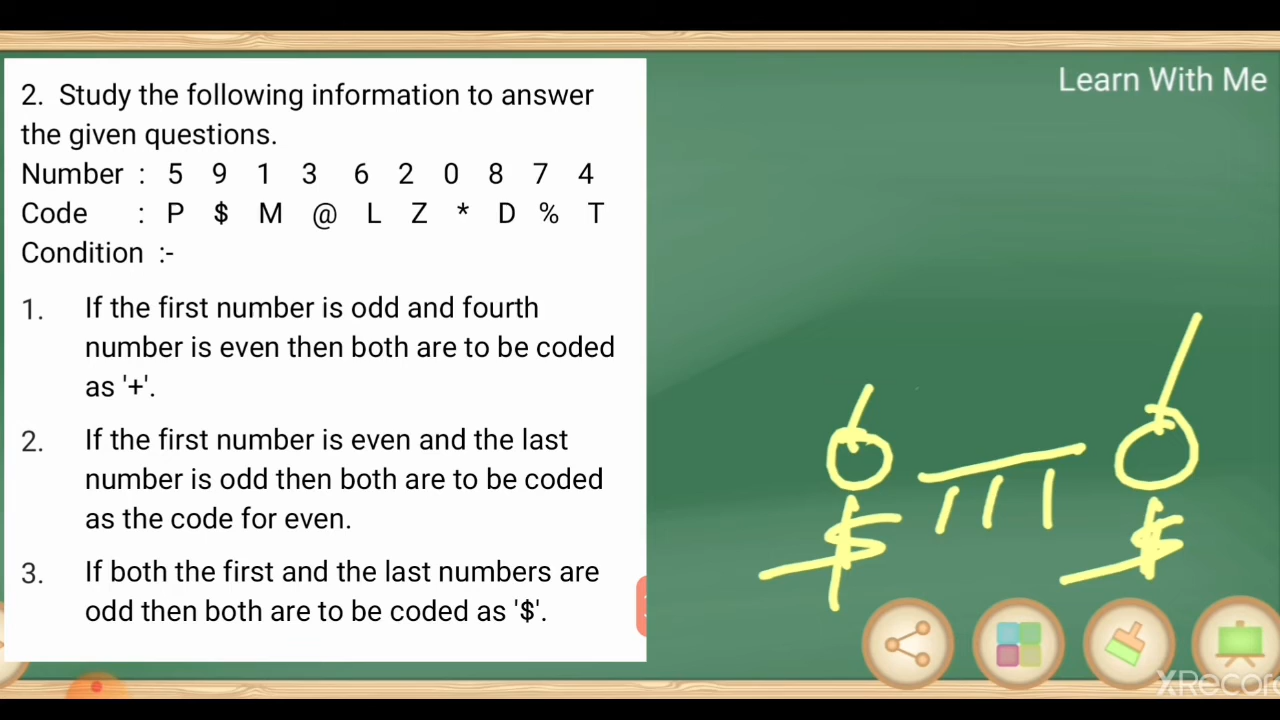 Learn With Me
2. Study the following information to answer
the given questions.
Number : 5 9 1 3 6 2 0 8 7 4
Code : P $ M @ L Z * D % T
Condition :-
1. If the first number is odd and fourth
number is even then both are to be coded
as '+'.
2. If the first number is even and the last
number is odd then both are to be coded
as the code for even.
3. If both the first and the last numbers are
odd then both are to be coded as '$'.
O O
$ $